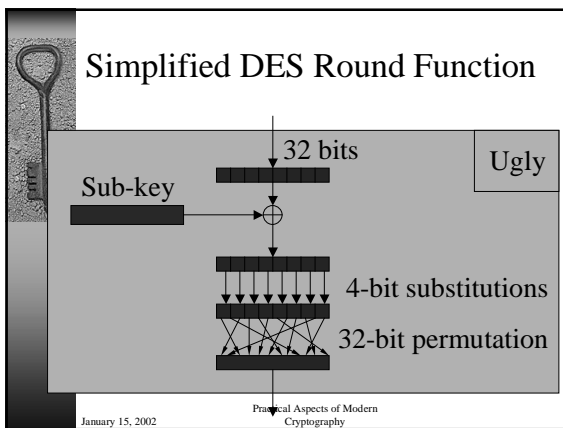 Simplified DES Round Function
32 bits
Ugly
Sub-key
4-bit substitutions
32-bit permutation
January 15, 2002
Practical Aspects of Modern
Cryptography